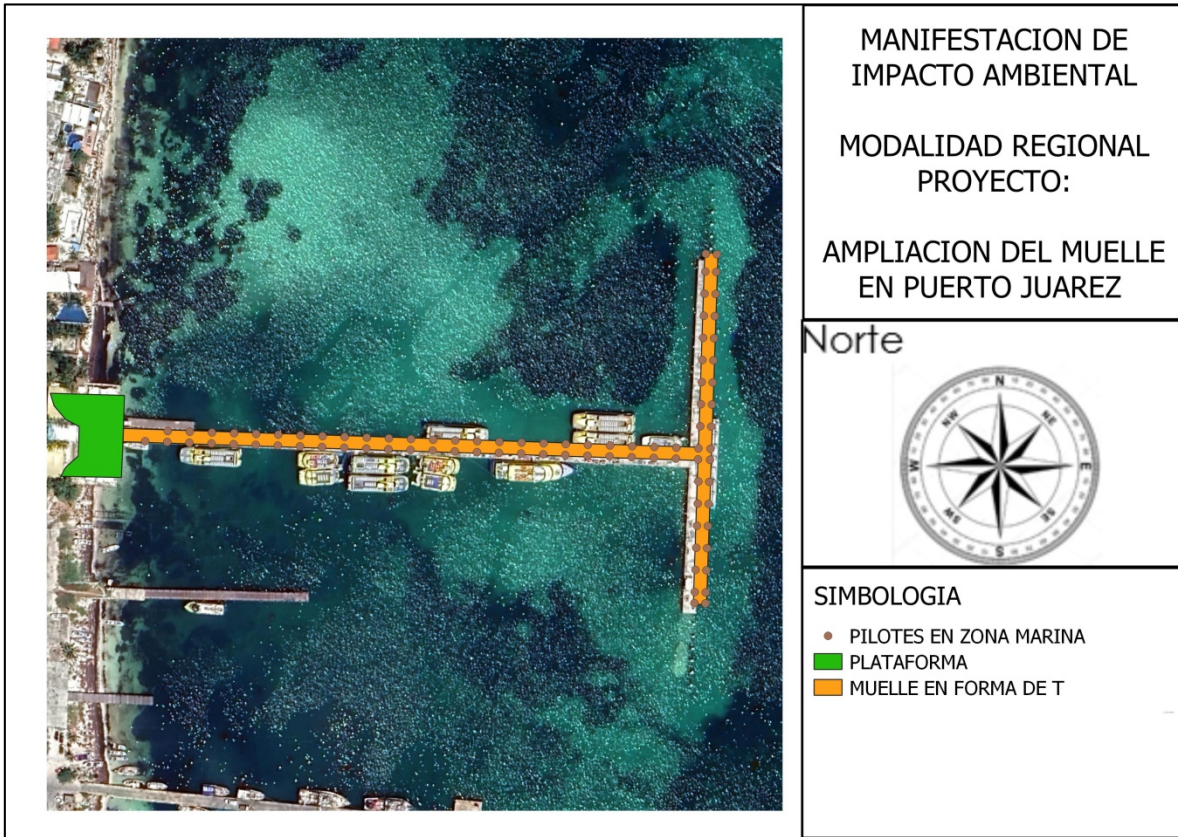 MANIFESTACION DE
IMPACTO AMBIENTAL
MODALIDAD REGIONAL
PROYECTO:
AMPLIACION DEL MUELLE
EN PUERTO JUAREZ
Norte
N
NW
NE
W
E
SW
SE
S
SIMBOLOGIA
PILOTES EN ZONA MARINA
PLATAFORMA
MUELLE EN FORMA DE T